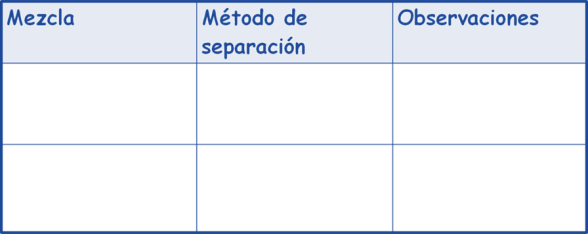 Mezcla
Método de
separación
Observaciones